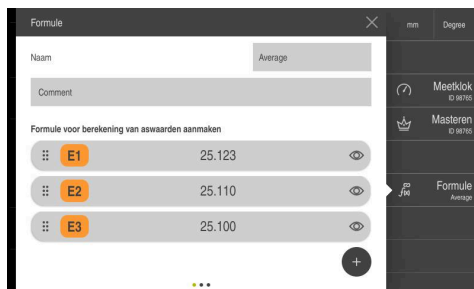 Formule
Naam
Average
Comment
Formule voor berekening van aswaarden aanmaken
E1 25.123
E2 25.110
E3 25.100
+
mm Degree
Meetklok
ID 98765
Masteren
ID 98765
f(x)
Formule
Average